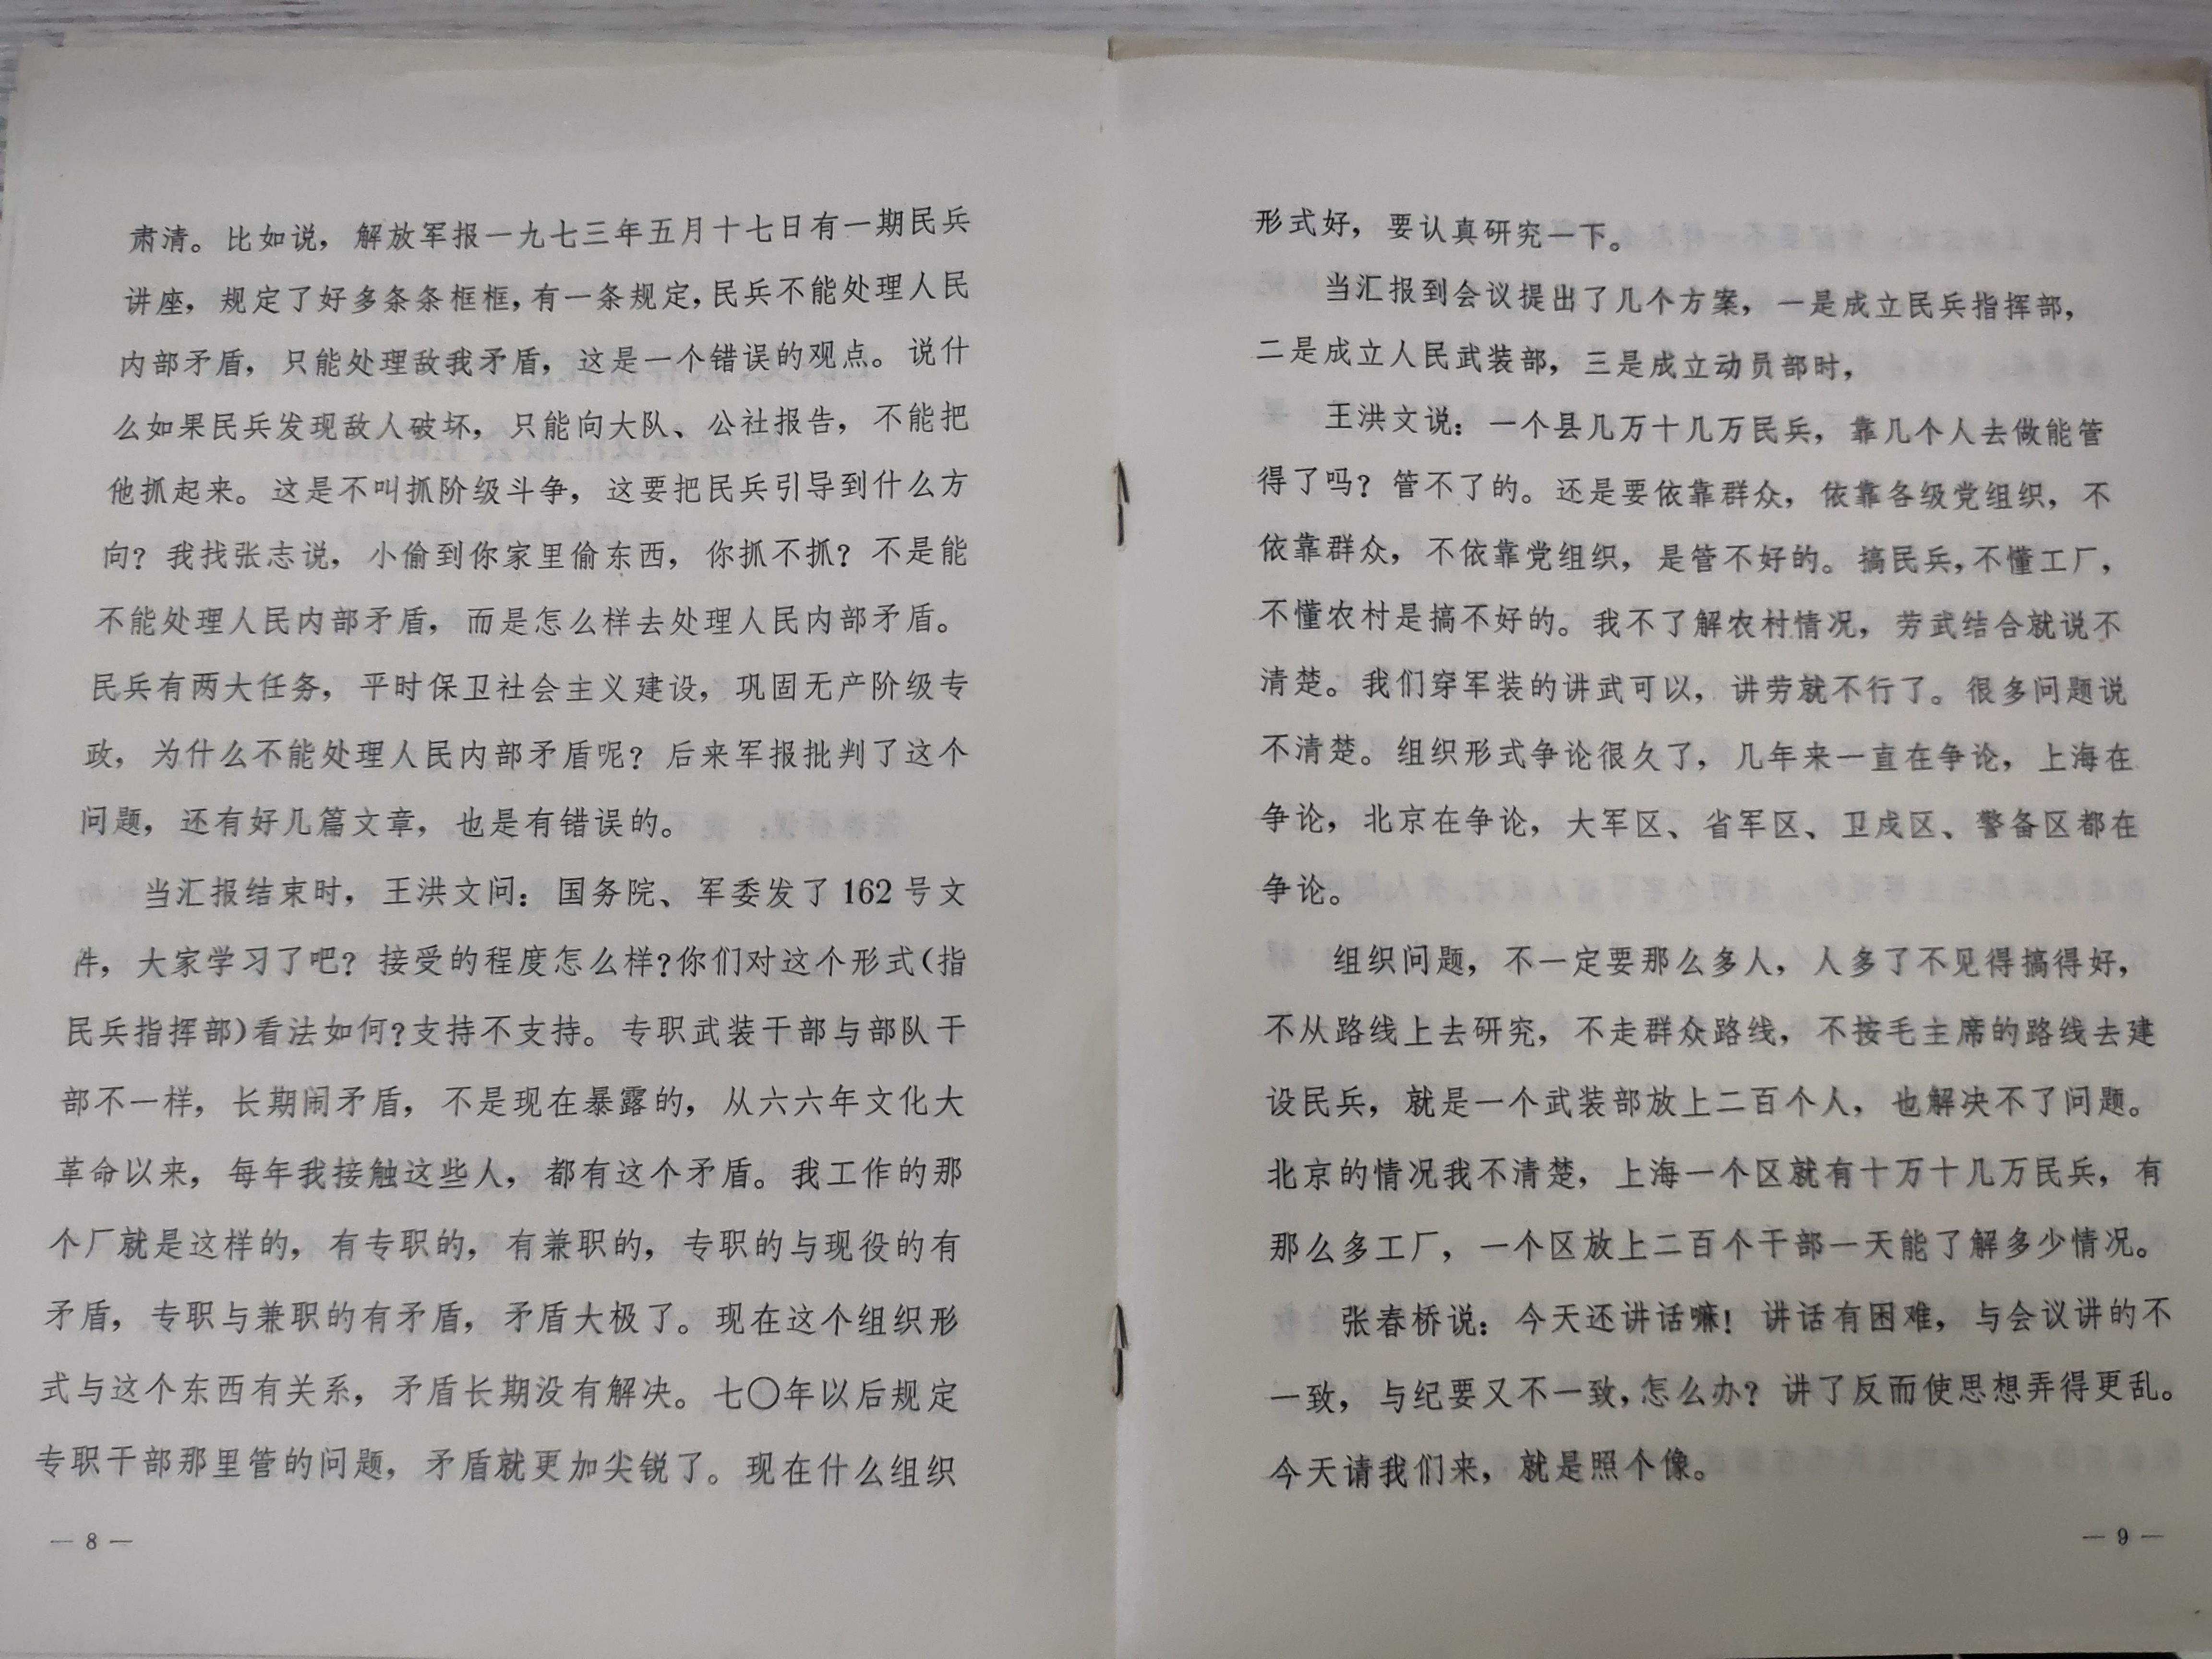 肃清。比如说，解放军报一九七三年五月十七日有一期民兵
讲座，规定了好多条条框框，有一条规定，民兵不能处理人民
内部矛盾，只能处理敌我矛盾，这是一个错误的观点。说什
么如果民兵发现敌人破坏，只能向大队、公社报告，不能把
他抓起来。这是不叫抓阶级斗争，这要把民兵引导到什么方
向？我找张志说，小偷到你家里偷东西，你抓不抓？不是能
不能处理人民内部矛盾，而是怎么样去处理人民内部矛盾。
民兵有两大任务，平时保卫社会主义建设，巩固无产阶级专
政，为什么不能处理人民内部矛盾呢？后来军报批判了这个
问题，还有好几篇文章，也是有错误的。
当汇报结束时，王洪文问：国务院、军委发了162号文
件，大家学习了吧？接受的程度怎么样？你们对这个形式（指
民兵指挥部）看法如何？支持不支持。专职武装干部与部队干
部不一样，长期闹矛盾，不是现在暴露的，从六六年文化大
革命以来，每年我接触这些人，都有这个矛盾。我工作的那
个厂就是这样的，有专职的，有兼职的，专职的与现役的有
矛盾，专职与兼职的有矛盾，矛盾大极了。现在这个组织形
式与这个东西有关系，矛盾长期没有解决。七〇年以后规定
专职干部那里管的问题，矛盾就更加尖锐了。现在什么组织
— 8 —
形式好，要认真研究一下。
当汇报到会议提出了几个方案，一是成立民兵指挥部，
二是成立人民武装部，三是成立动员部时，
王洪文说：一个县几万十几万民兵，靠几个人去做能管
得了吗？管不了的。还是要依靠群众，依靠各级党组织，不
依靠群众，不依靠党组织，是管不好的。搞民兵，不懂工厂，
不懂农村是搞不好的。我不了解农村情况，劳武结合就说不
清楚。我们穿军装的讲武可以，讲劳就不行了。很多问题说
不清楚。组织形式争论很久了，几年来一直在争论，上海在
争论，北京在争论，大军区、省军区、卫戍区、警备区都在
争论。
组织问题，不一定要那么多人，人多了不见得搞得好，
不从路线上去研究，不走群众路线，不按毛主席的路线去建
设民兵，就是一个武装部放上二百个人，也解决不了问题。
北京的情况我不清楚，上海一个区就有十万十几万民兵，有
那么多工厂，一个区放上二百个干部一天能了解多少情况。
张春桥说：今天还讲话嘛！讲话有困难，与会议讲的不
一致，与纪要又不一致，怎么办？讲了反而使思想弄得更乱。
今天请我们来，就是照个像。
— 9 —